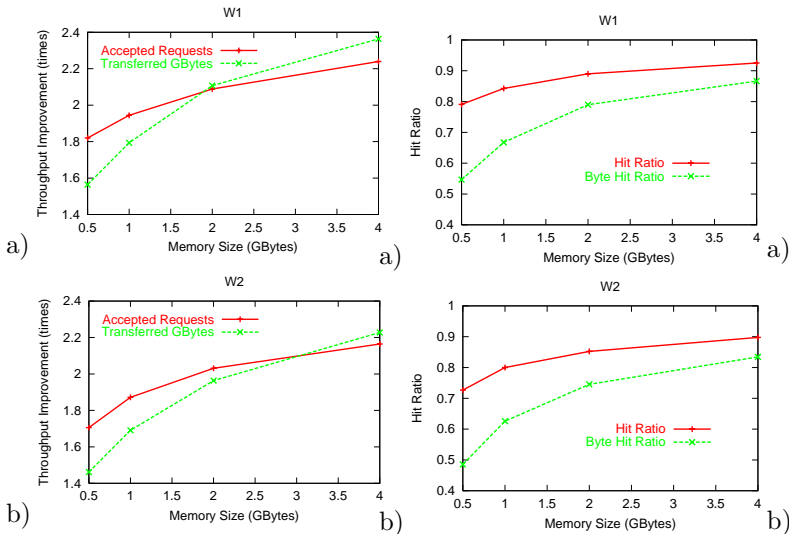 W1
2.4
2.2
2
1.8
1.6
1.4
Throughput Improvement (times)
Accepted Requests
Transferred GBytes
0.5 1 1.5 2 2.5 3 3.5 4
Memory Size (GBytes)
a)
W1
1
0.9
0.8
0.7
0.6
0.5
0.4
Hit Ratio
Hit Ratio
Byte Hit Ratio
0.5 1 1.5 2 2.5 3 3.5 4
Memory Size (GBytes)
a)
a)
W2
2.4
2.2
2
1.8
1.6
1.4
Throughput Improvement (times)
Accepted Requests
Transferred GBytes
0.5 1 1.5 2 2.5 3 3.5 4
Memory Size (GBytes)
b)
W2
1
0.9
0.8
0.7
0.6
0.5
0.4
Hit Ratio
Hit Ratio
Byte Hit Ratio
0.5 1 1.5 2 2.5 3 3.5 4
Memory Size (GBytes)
b)
b)